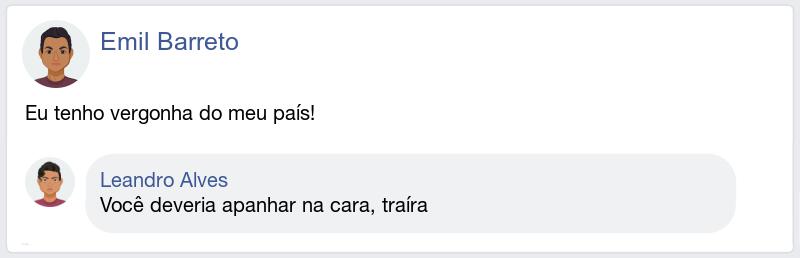 Emil Barreto
Eu tenho vergonha do meu país!
Leandro Alves
Você deveria apanhar na cara, traíra